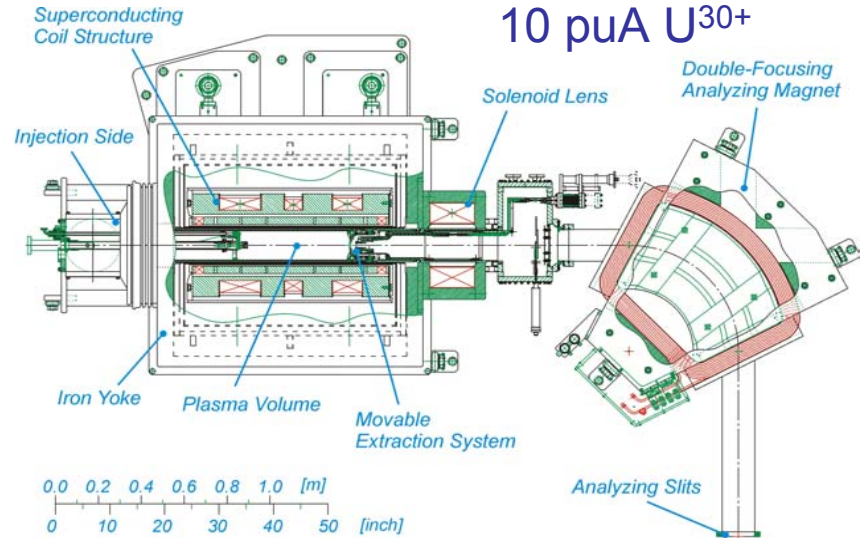 10 puA U30+
Superconducting
Coil Structure
Double-Focusing
Analyzing Magnet
Solenoid Lens
Injection Side
Iron Yoke
Plasma Volume
Movable
Extraction System
Analyzing Slits
0.0 0.2 0.4 0.6 0.8 1.0 [m]
0 10 20 30 40 50 [inch]